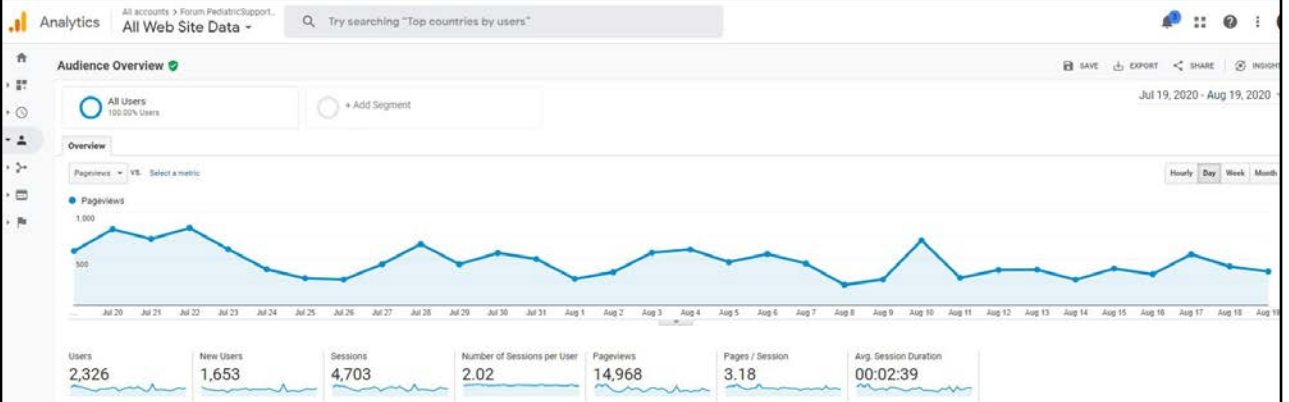 All accounts > Forum.PediatricSupport..
Analytics
All Web Site Data
Try searching "Top countries by users"
Audience Overview
SAVE EXPORT SHARE INSIGH
All Users
100.00% Users
+ Add Segment
Jul 19, 2020 - Aug 19, 2020
Overview
Pageviews VS. Select a metric
Hourly Day Week Month
Pageviews
1,000
500
... Jul 20 Jul 21 Jul 22 Jul 23 Jul 24 Jul 25 Jul 26 Jul 27 Jul 28 Jul 29 Jul 30 Jul 31 Aug 1 Aug 2 Aug 3 Aug 4 Aug 5 Aug 6 Aug 7 Aug 8 Aug 9 Aug 10 Aug 11 Aug 12 Aug 13 Aug 14 Aug 15 Aug 16 Aug 17 Aug 18 Aug 19
Users New Users Sessions Number of Sessions per User Pageviews Pages / Session Avg. Session Duration
2,326 1,653 4,703 2.02 14,968 3.18 00:02:39